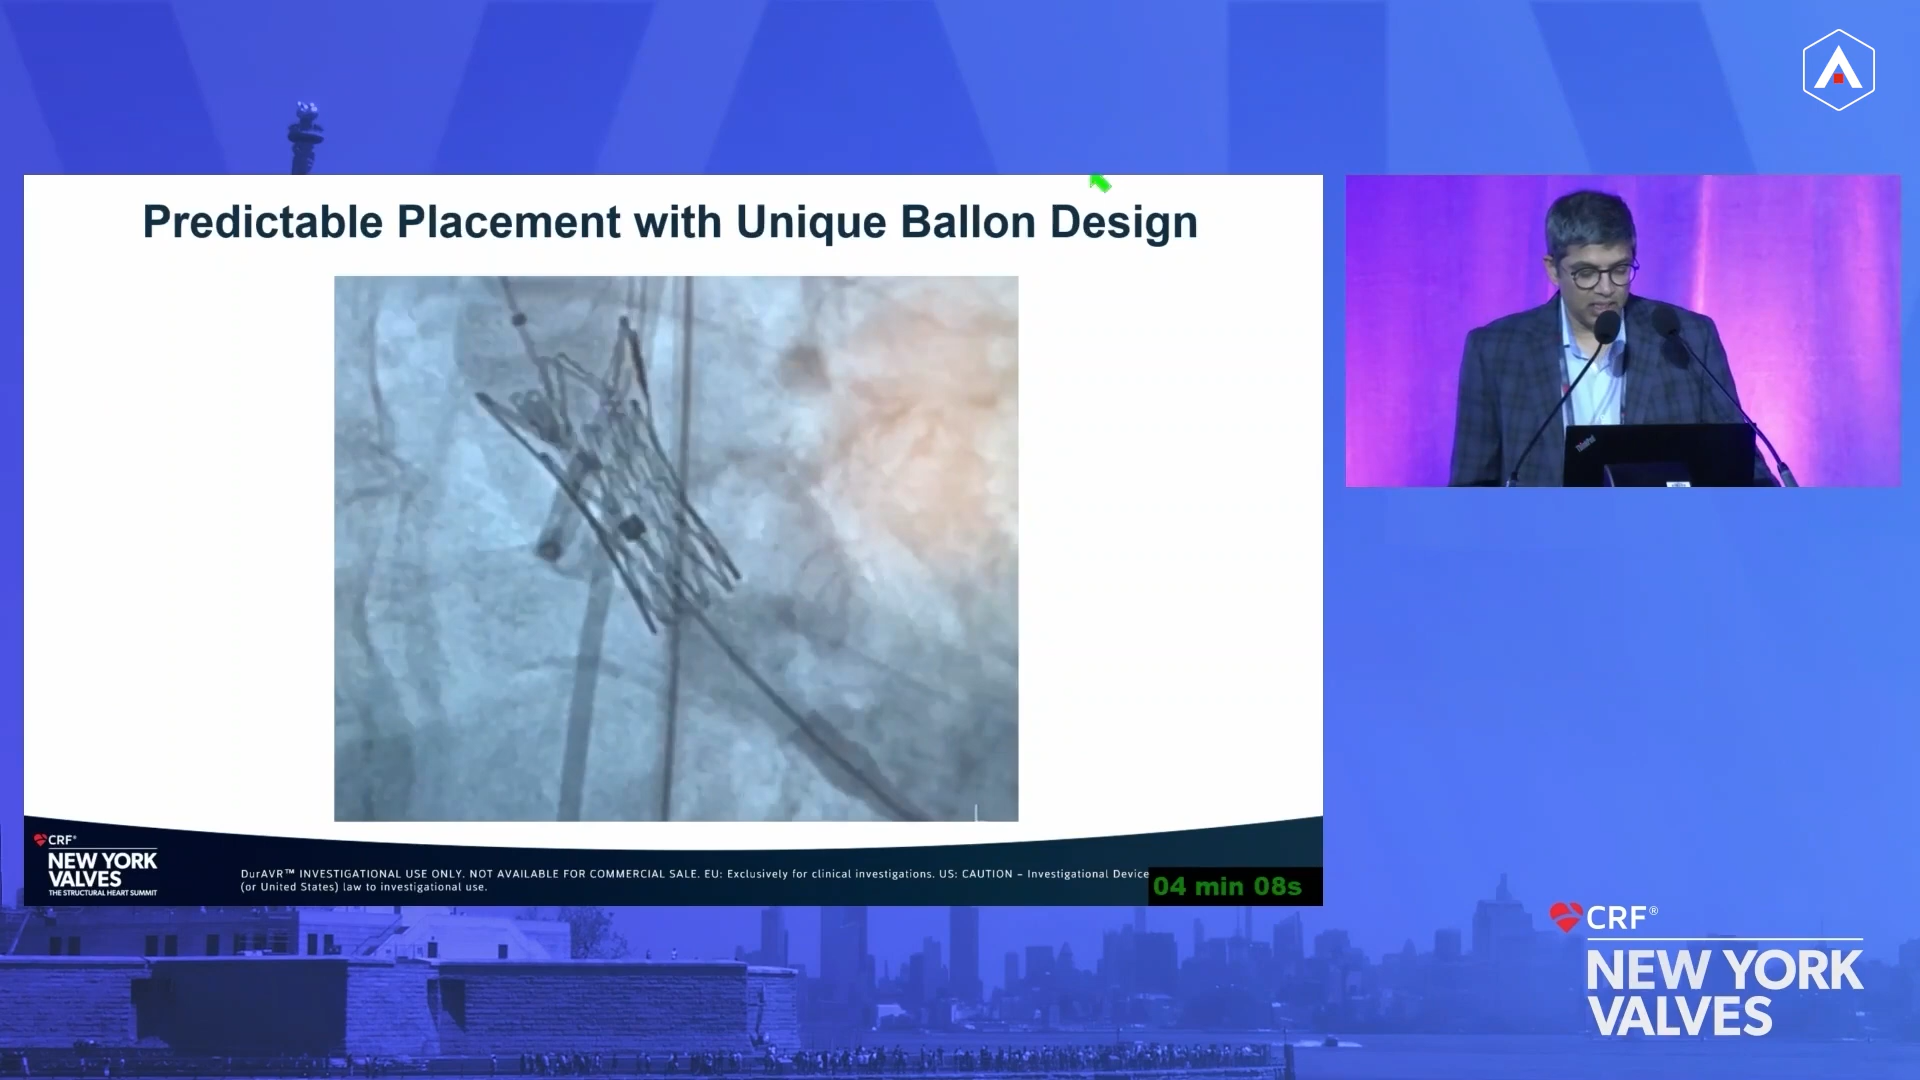 Predictable Placement with Unique Ballon Design
CRF®
NEW YORK
VALVES
THE STRUCTURAL HEART SUMMIT
DurAVR™ INVESTIGATIONAL USE ONLY. NOT AVAILABLE FOR COMMERCIAL SALE. EU: Exclusively for clinical investigations. US: CAUTION – Investigational Device
(or United States) law to investigational use.
04 min 08s
ThinkPad
CRF®
NEW YORK
VALVES